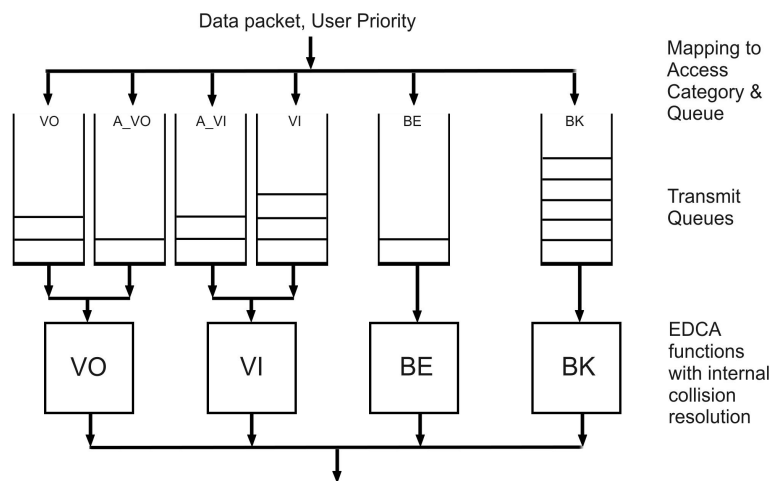 Data packet, User Priority
Mapping to
Access
Category &
Queue
VO
A_VO
A_VI
VI
BE
BK
Transmit
Queues
VO
VI
BE
BK
EDCA
functions
with internal
collision
resolution